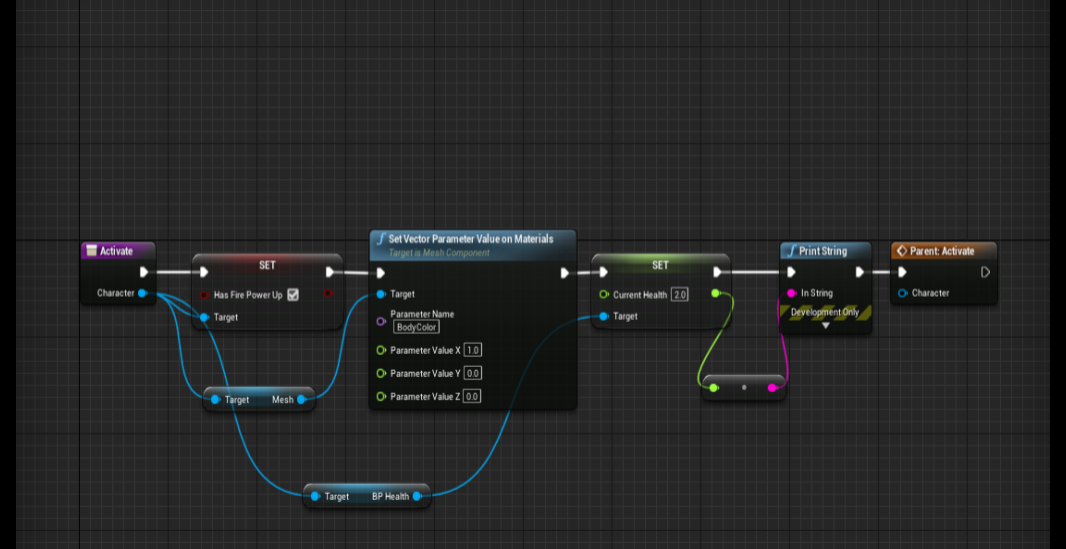 Activate
Character
SET
Has Fire Power Up
Target
Target Mesh
Target BP Health
Set Vector Parameter Value on Materials
Target is Mesh Component
Target
Parameter Name
BodyColor
Parameter Value X 1.0
Parameter Value Y 0.0
Parameter Value Z 0.0
SET
Current Health 2.0
Target
Print String
In String
Development Only
Parent: Activate
Character